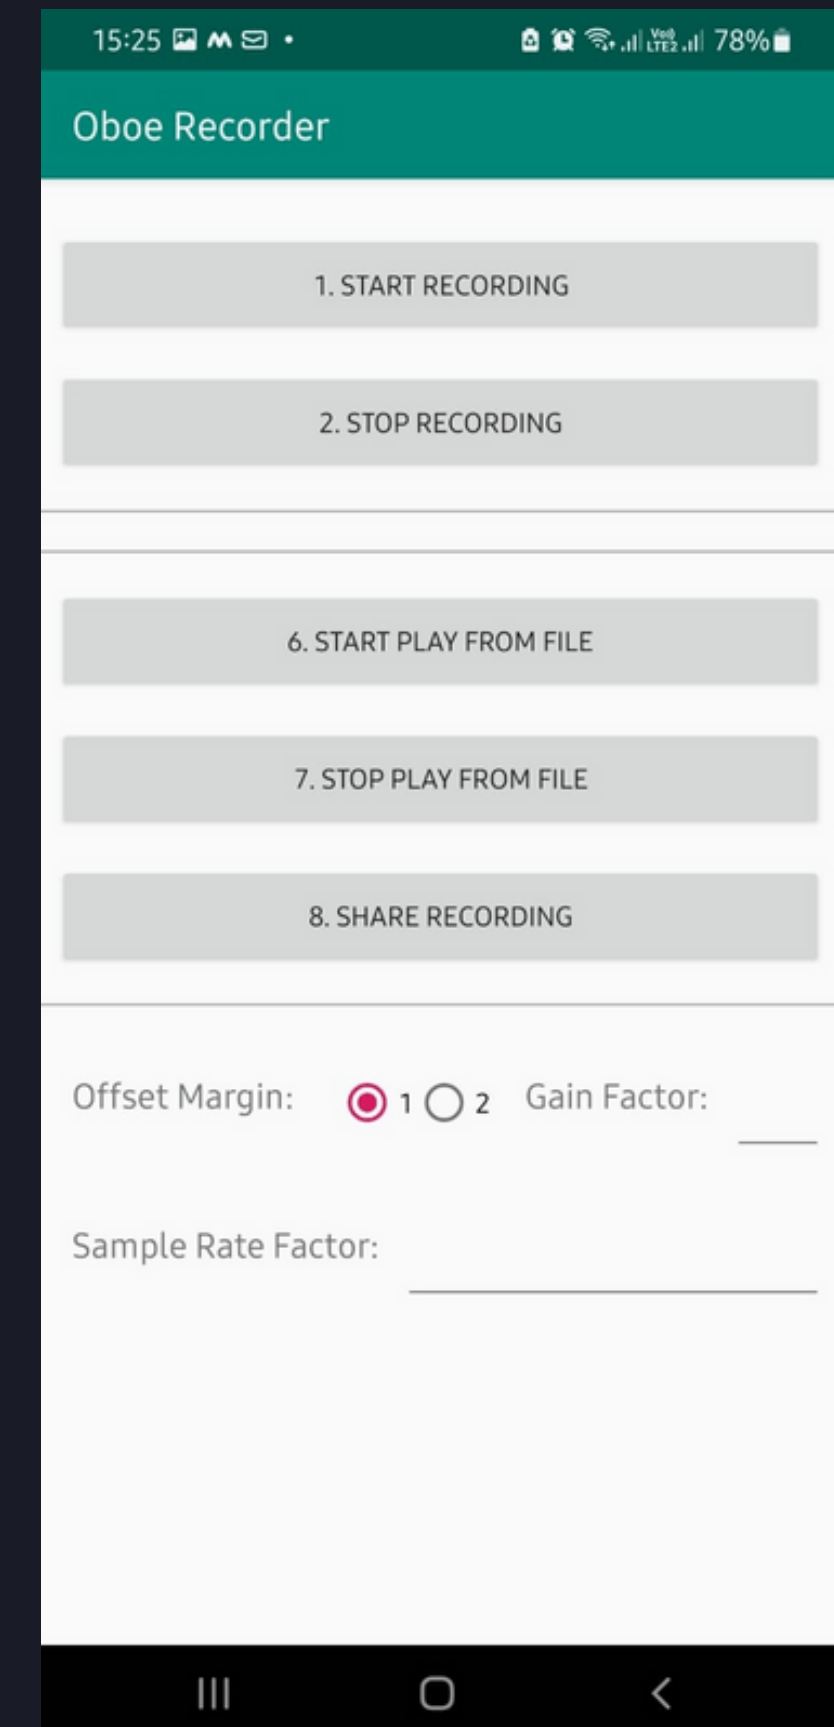 15:25 78%
Oboe Recorder
1. START RECORDING
2. STOP RECORDING
6. START PLAY FROM FILE
7. STOP PLAY FROM FILE
8. SHARE RECORDING
Offset Margin: 1 2 Gain Factor:
Sample Rate Factor: